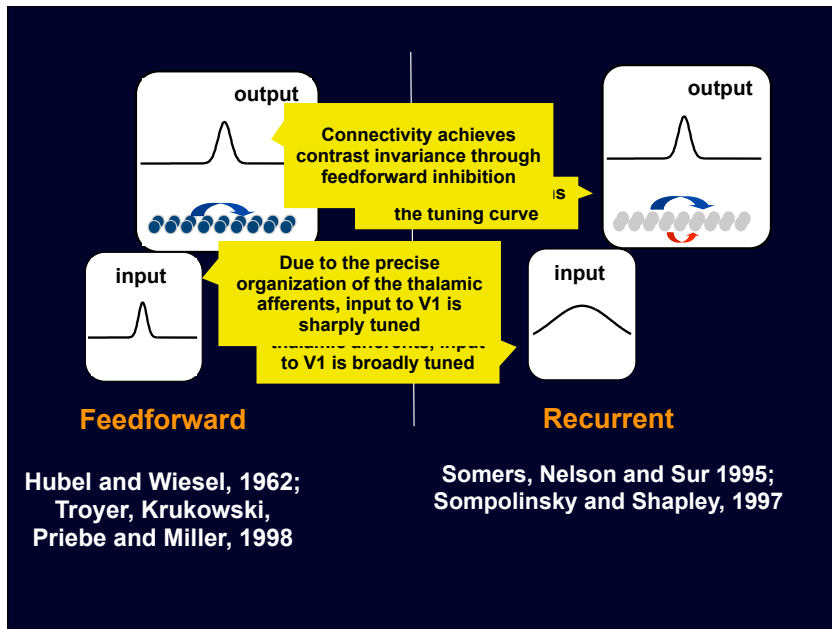 output
Connectivity achieves
contrast invariance through
feedforward inhibition
the tuning curve
input
Due to the precise
organization of the thalamic
afferents, input to V1 is
sharply tuned
to V1 is broadly tuned
Feedforward
Hubel and Wiesel, 1962;
Troyer, Krukowski,
Priebe and Miller, 1998
output
input
Recurrent
Somers, Nelson and Sur 1995;
Sompolinsky and Shapley, 1997